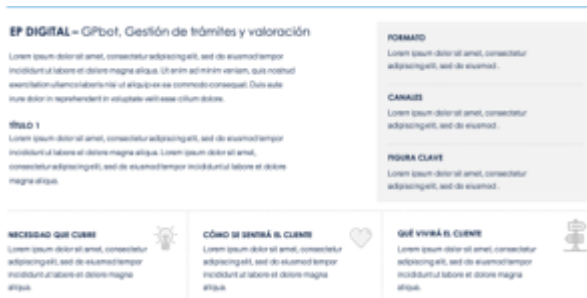 EP DIGITAL – GPbot, Gestión de trámites y valoración
Lorem ipsum dolor sit amet, consectetur adipiscing elit, sed do eiusmod tempor
incididunt ut labore et dolore magna aliqua. Ut enim ad minim veniam, quis nostrud
exercitation ullamco laboris nisi ut aliquip ex ea commodo consequat. Duis aute
irure dolor in reprehenderit in voluptate velit esse cillum dolore.
TÍTULO 1
Lorem ipsum dolor sit amet, consectetur adipiscing elit, sed do eiusmod tempor
incididunt ut labore et dolore magna aliqua. Lorem ipsum dolor sit amet,
consectetur adipiscing elit, sed do eiusmod tempor incididunt ut labore et dolore
magna aliqua.
FORMATO
Lorem ipsum dolor sit amet, consectetur
adipiscing elit, sed do eiusmod.
CANALES
Lorem ipsum dolor sit amet, consectetur
adipiscing elit, sed do eiusmod.
FIGURA CLAVE
Lorem ipsum dolor sit amet, consectetur
adipiscing elit, sed do eiusmod.
NECESIDAD QUE CUBRE
Lorem ipsum dolor sit amet, consectetur
adipiscing elit, sed do eiusmod tempor
incididunt ut labore et dolore magna
aliqua.
CÓMO SE SENTIRÁ EL CLIENTE
Lorem ipsum dolor sit amet, consectetur
adipiscing elit, sed do eiusmod tempor
incididunt ut labore et dolore magna
aliqua.
QUÉ VIVIRÁ EL CLIENTE
Lorem ipsum dolor sit amet, consectetur
adipiscing elit, sed do eiusmod tempor
incididunt ut labore et dolore magna
aliqua.